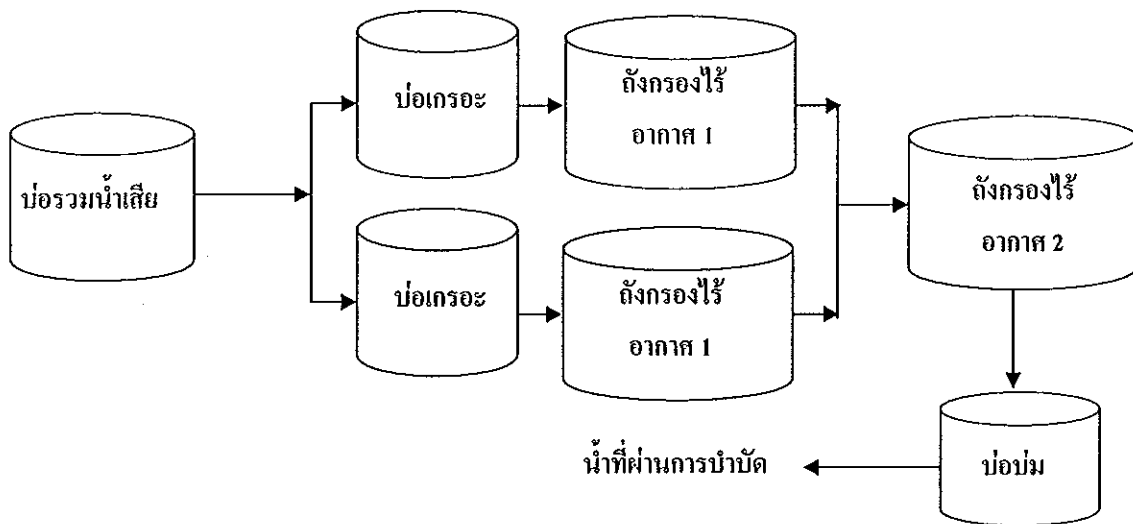 บ่อรวมน้ำเสีย
บ่อเกรอะ
ถังกรองไร้
อากาศ 1
บ่อเกรอะ
ถังกรองไร้
อากาศ 1
ถังกรองไร้
อากาศ 2
บ่อบ่ม
น้ำที่ผ่านการบำบัด